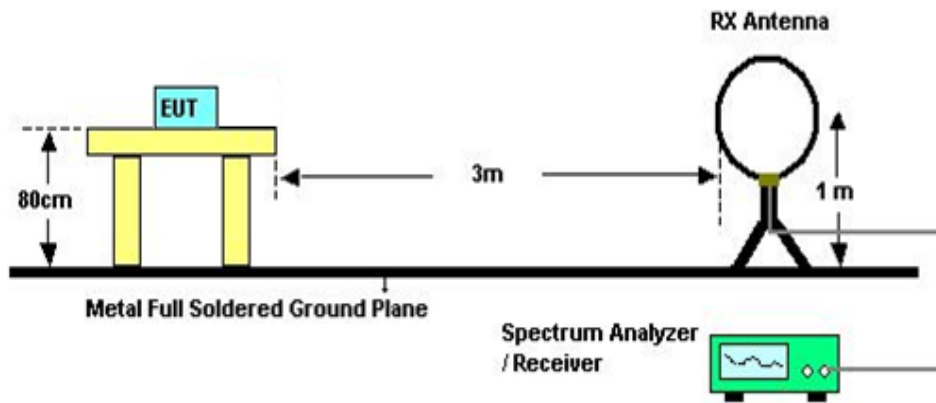 RX Antenna
EUT
3m
80cm
1 m
Metal Full Soldered Ground Plane
Spectrum Analyzer
/ Receiver